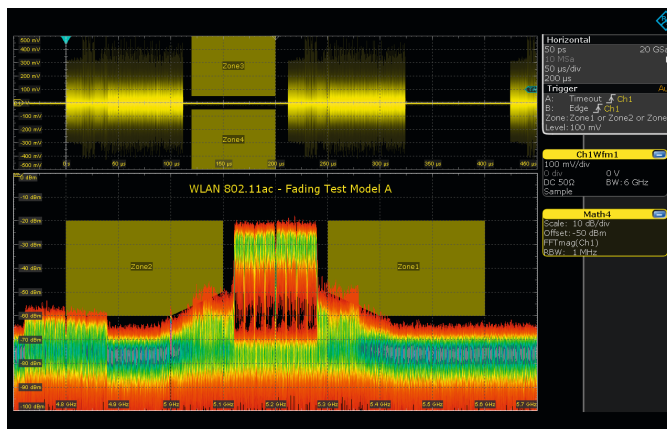 500 mV
400 mV
300 mV
200 mV
100 mV
-100 mV
-200 mV
-300 mV
-400 mV
-500 mV
Zone3
Zone4
0 s
50 µs
100 µs
150 µs
200 µs
250 µs
300 µs
350 µs
400 µs
450 µs
0 dBm
-10 dBm
-20 dBm
-30 dBm
-40 dBm
-50 dBm
-60 dBm
-70 dBm
-80 dBm
-90 dBm
-100 dBm
WLAN 802.11ac - Fading Test Model A
Zone2
Zone1
4.8 GHz
4.9 GHz
5 GHz
5.1 GHz
5.2 GHz
5.3 GHz
5.4 GHz
5.5 GHz
5.6 GHz
5.7 GHz
Horizontal
50 ps 20 GSa
10 MSa
50 µs/div
200 µs
Trigger Au
A: Timeout Ch1
B: Edge Ch1
Zone:Zone1 or Zone2 or Zone
Level:100 mV
Ch1Wfm1
100 mV/div
0 div 0 V
DC 50Ω BW:6 GHz
Sample
Math4
Scale: 10 dB/div
Offset:-50 dBm
FFTmag(Ch1)
RBW: 1 MHz